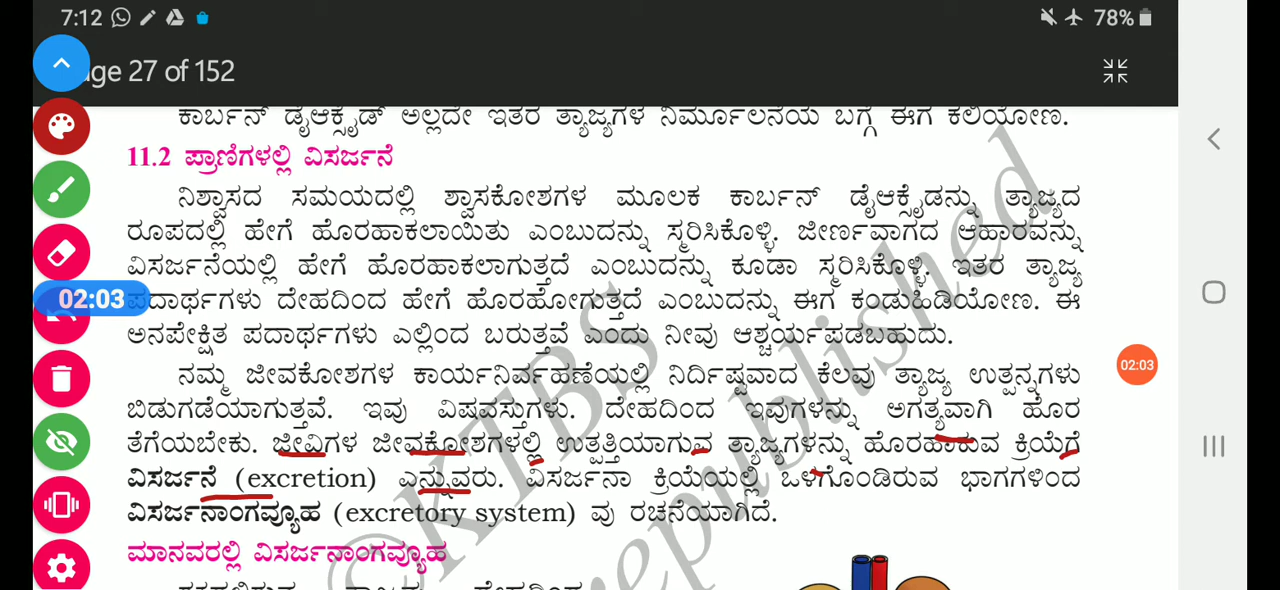 7:12 78%
age 27 of 152
ಕಾರ್ಬನ್ ಡೈಆಕ್ಸೈಡ್ ಅಲ್ಲದೇ ಇತರ ತ್ಯಾಜ್ಯಗಳ ನಿರ್ಮೂಲನೆಯ ಬಗ್ಗೆ ಈಗ ಕಲಿಯೋಣ.
11.2 ಪ್ರಾಣಿಗಳಲ್ಲಿ ವಿಸರ್ಜನೆ
ನಿಶ್ವಾಸದ ಸಮಯದಲ್ಲಿ ಶ್ವಾಸಕೋಶಗಳ ಮೂಲಕ ಕಾರ್ಬನ್ ಡೈಆಕ್ಸೈಡನ್ನು ತ್ಯಾಜ್ಯದ
ರೂಪದಲ್ಲಿ ಹೇಗೆ ಹೊರಹಾಕಲಾಯಿತು ಎಂಬುದನ್ನು ಸ್ಮರಿಸಿಕೊಳ್ಳಿ. ಜೀರ್ಣವಾಗದ ಆಹಾರವನ್ನು
ವಿಸರ್ಜನೆಯಲ್ಲಿ ಹೇಗೆ ಹೊರಹಾಕಲಾಗುತ್ತದೆ ಎಂಬುದನ್ನು ಕೂಡಾ ಸ್ಮರಿಸಿಕೊಳ್ಳಿ. ಇತರ ತ್ಯಾಜ್ಯ
02:03 ಪದಾರ್ಥಗಳು ದೇಹದಿಂದ ಹೇಗೆ ಹೊರಹೋಗುತ್ತದೆ ಎಂಬುದನ್ನು ಈಗ ಕಂಡುಹಿಡಿಯೋಣ. ಈ
ಅನಪೇಕ್ಷಿತ ಪದಾರ್ಥಗಳು ಎಲ್ಲಿಂದ ಬರುತ್ತವೆ ಎಂದು ನೀವು ಆಶ್ಚರ್ಯಪಡಬಹುದು.
02:03
ನಮ್ಮ ಜೀವಕೋಶಗಳ ಕಾರ್ಯನಿರ್ವಹಣೆಯಲ್ಲಿ ನಿರ್ದಿಷ್ಟವಾದ ಕೆಲವು ತ್ಯಾಜ್ಯ ಉತ್ಪನ್ನಗಳು
ಬಿಡುಗಡೆಯಾಗುತ್ತವೆ. ಇವು ವಿಷವಸ್ತುಗಳು. ದೇಹದಿಂದ ಇವುಗಳನ್ನು ಅಗತ್ಯವಾಗಿ ಹೊರ
ತೆಗೆಯಬೇಕು. ಜೀವಿಗಳ ಜೀವಕೋಶಗಳಲ್ಲಿ ಉತ್ಪತ್ತಿಯಾಗುವ ತ್ಯಾಜ್ಯಗಳನ್ನು ಹೊರಹಾಕುವ ಕ್ರಿಯೆಗೆ
ವಿಸರ್ಜನೆ (excretion) ಎನ್ನುವರು. ವಿಸರ್ಜನಾ ಕ್ರಿಯೆಯಲ್ಲಿ ಒಳಗೊಂಡಿರುವ ಭಾಗಗಳಿಂದ
ವಿಸರ್ಜನಾಂಗವ್ಯೂಹ (excretory system) ವು ರಚನೆಯಾಗಿದೆ.
ಮಾನವರಲ್ಲಿ ವಿಸರ್ಜನಾಂಗವ್ಯೂಹ
©KTBS
republished